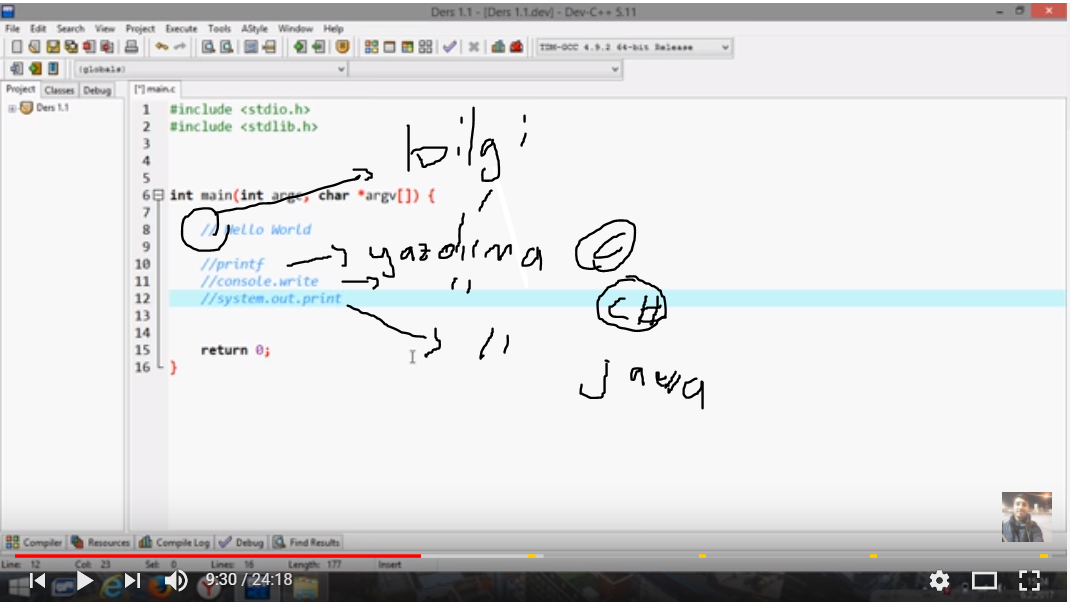 Ders 1.1 - [Ders 1.1.dev] - Dev-C++ 5.11
File Edit Search View Project Execute Tools AStyle Window Help
TDM-GCC 4.9.2 64-bit Release
(globals)
Project Classes Debug [*] main.c
Ders 1.1
1 #include <stdio.h>
2 #include <stdlib.h>
3
bilgi
4
5
6 int main(int argc, char *argv[]) {
7
8 // Hello World
9
10 //printf yazdırma C
11 //console.write "
12 //system.out.print C#
13
14 "
15 return 0;
16 }
Java
Compiler Resources Compile Log Debug Find Results
Line: 12 Col: 23 Sel: 0 Lines: 16 Length: 177 Insert
9:30 / 24:18